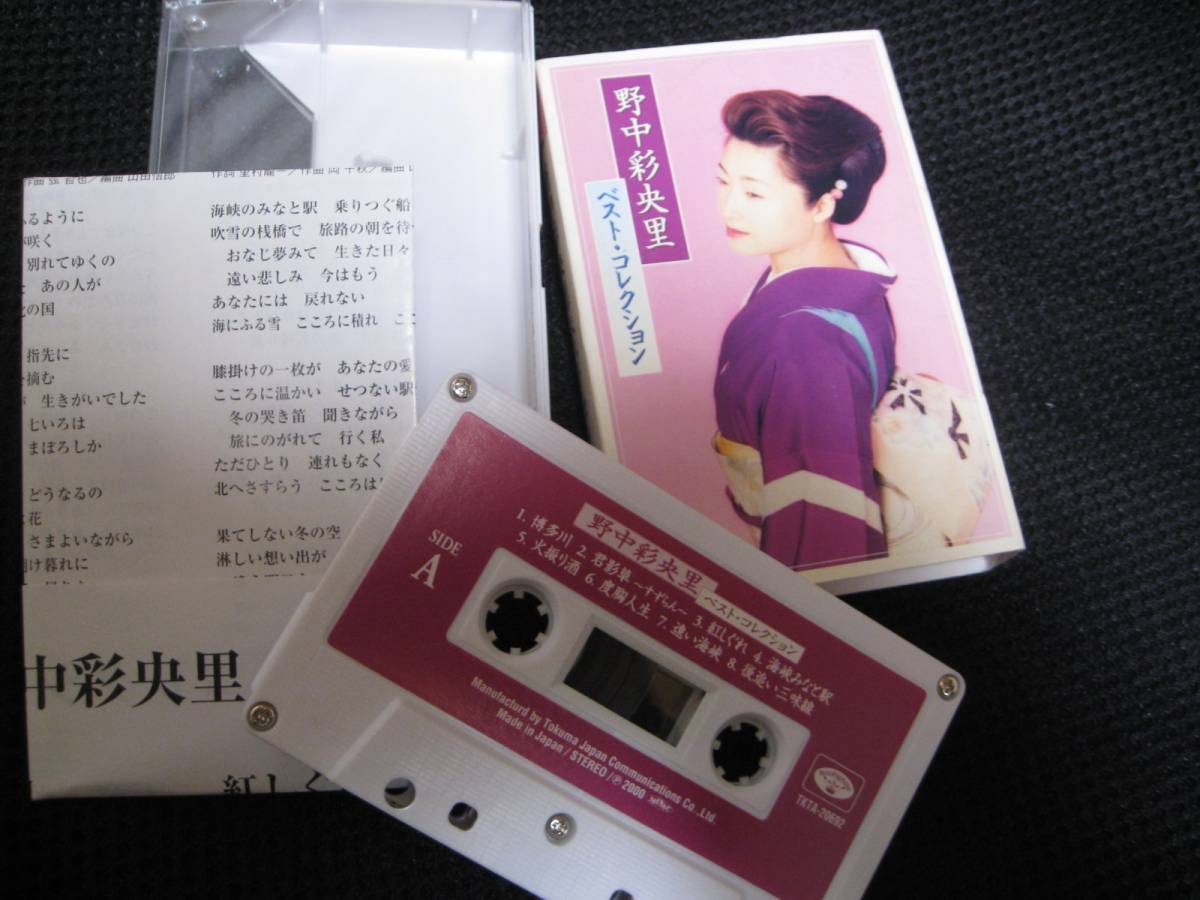 野中彩央里
ベスト・コレクション
るように
咲く
別れてゆくの
あの人が
の国
指先に
摘む
生きがいでした
七いろは
まぼろしか
どうなるの
花
さまよいながら
け暮れに
海峡のみなと駅 乗りつぐ船
吹雪の桟橋で 旅路の朝を待
おなじ夢みて 生きた日々
遠い悲しみ 今はもう
あなたには 戻れない
海にふる雪 こころに積れ
膝掛けの一枚が あなたの愛
こころに温かい せつない駅
冬の哭き笛 聞きながら
旅にのがれて 行く私
ただひとり 連れもなく
北へさすらう こころは
果てしない冬の空
淋しい想い出が
中彩央里
紅しぐ
SIDE
A
野中彩央里 ベスト・コレクション
1. 博多川 2. 君影草〜すずらん〜 3. 紅しぐれ 4. 海峡みなと駅
5. 火振り酒 6. 度胸人生 7. 遠い海峡 8. 後追い三味線
Manufacturd by Tokuma Japan Communications Co., Ltd.
Made in Japan / STEREO / ℗ 2000
TKTA-20692